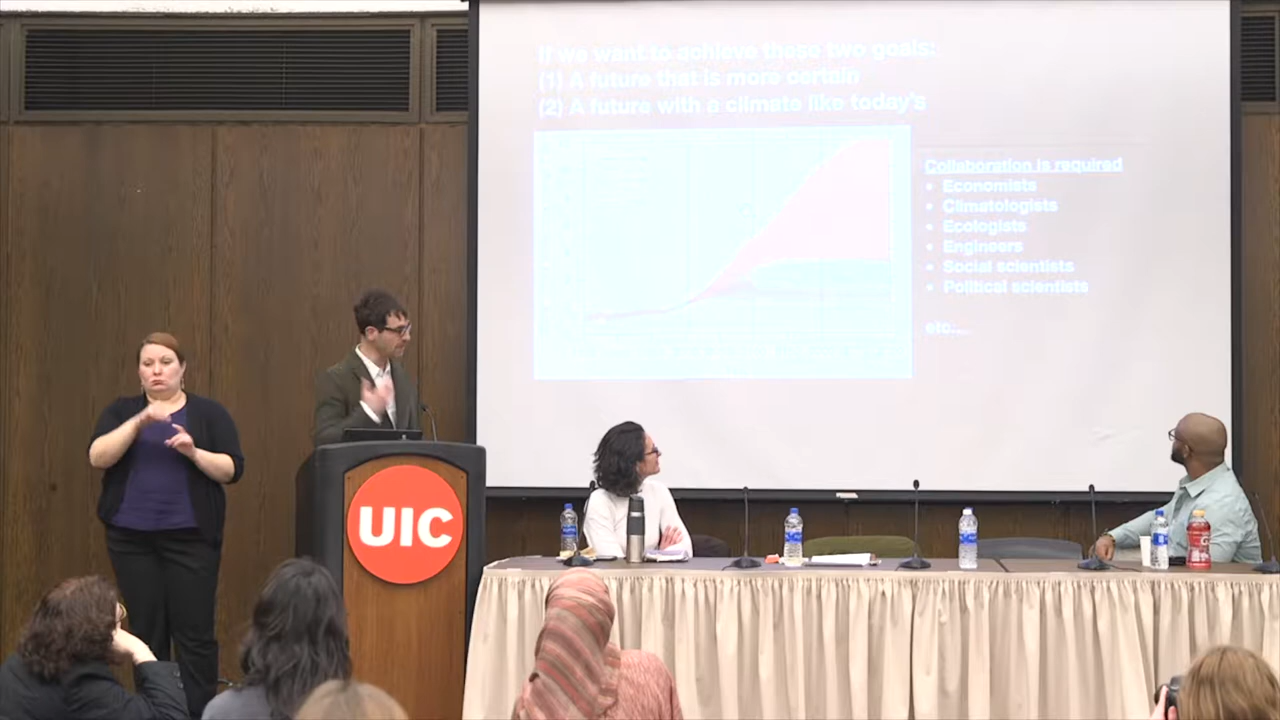 If we want to achieve these two goals:
(1) A future that is more certain
(2) A future with a climate like today's
Collaboration is required
• Economists
• Climatologists
• Ecologists
• Engineers
• Social scientists
• Political scientists
etc....
UIC